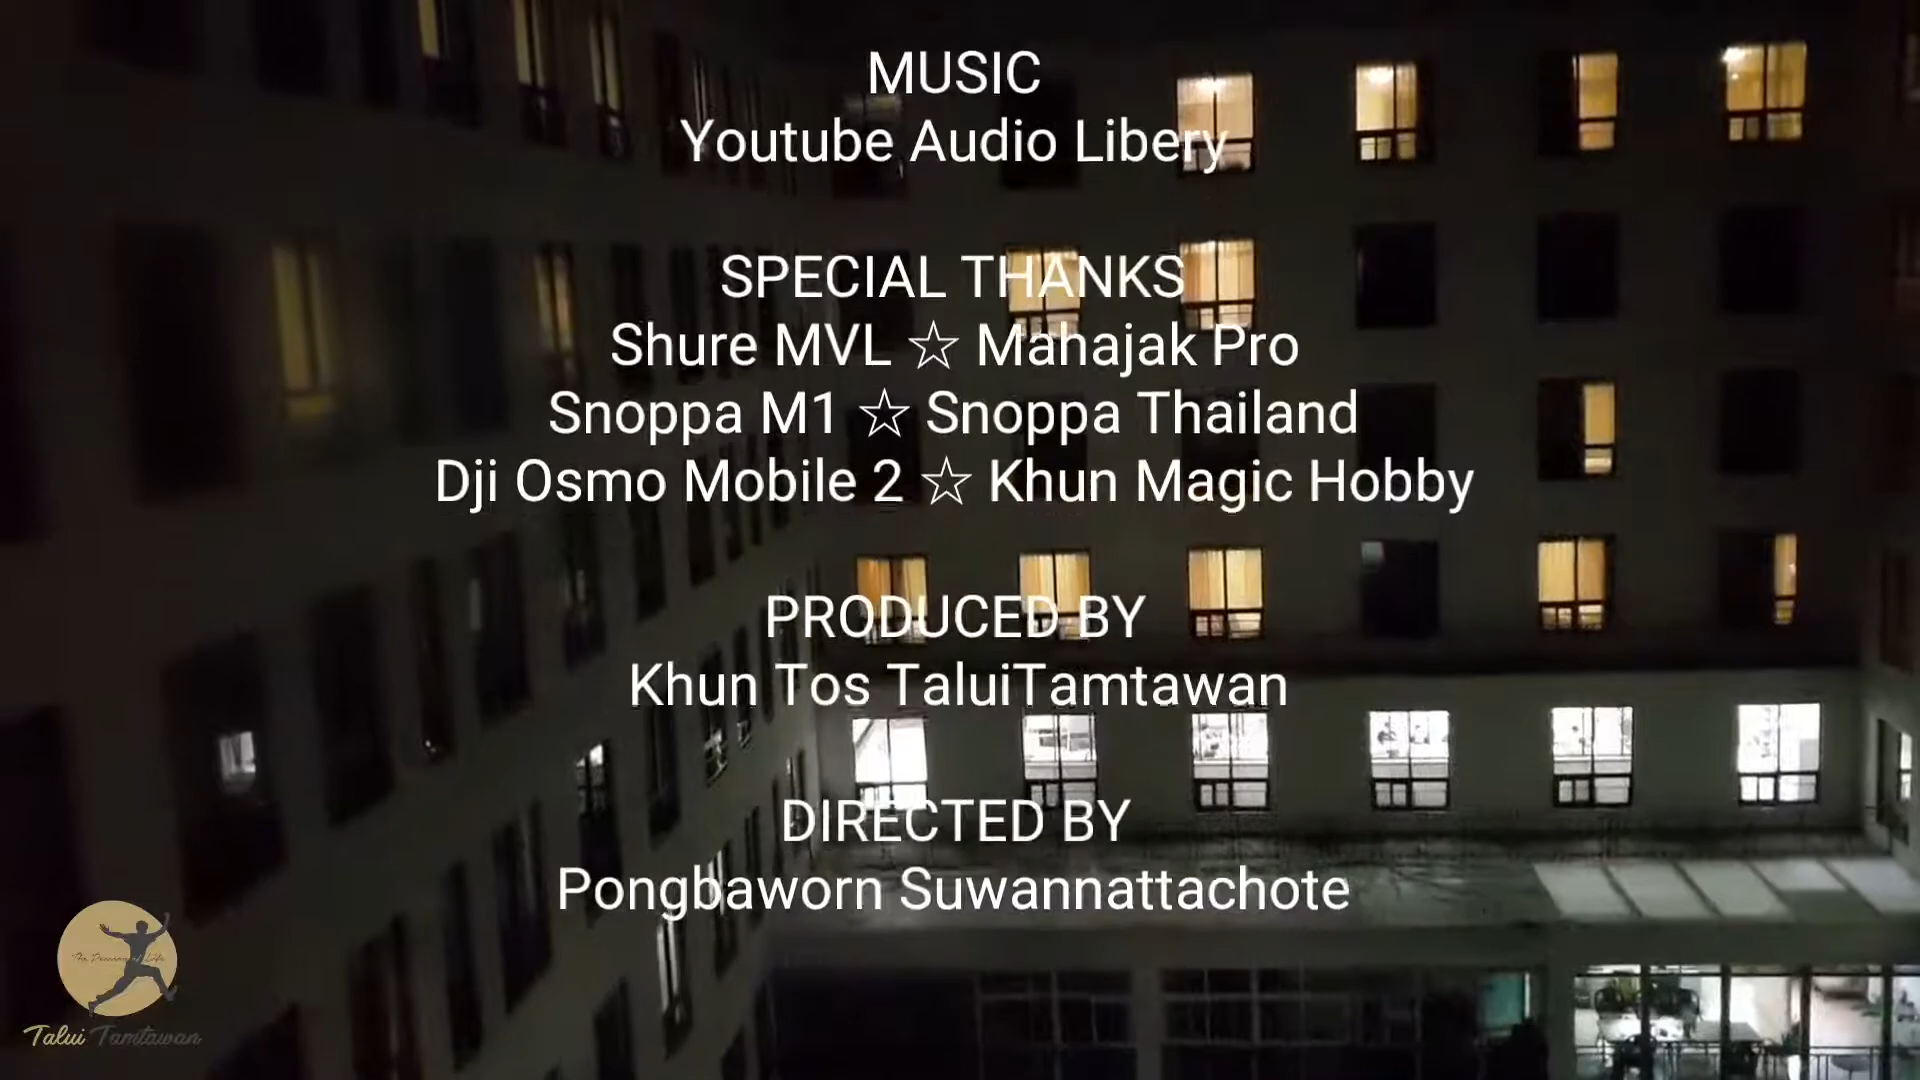 MUSIC
Youtube Audio Libery
SPECIAL THANKS
Shure MVL ☆ Mahajak Pro
Snoppa M1 ☆ Snoppa Thailand
Dji Osmo Mobile 2 ☆ Khun Magic Hobby
PRODUCED BY
Khun Tos TaluiTamtawan
DIRECTED BY
Pongbaworn Suwannattachote
Talui Tamtawan